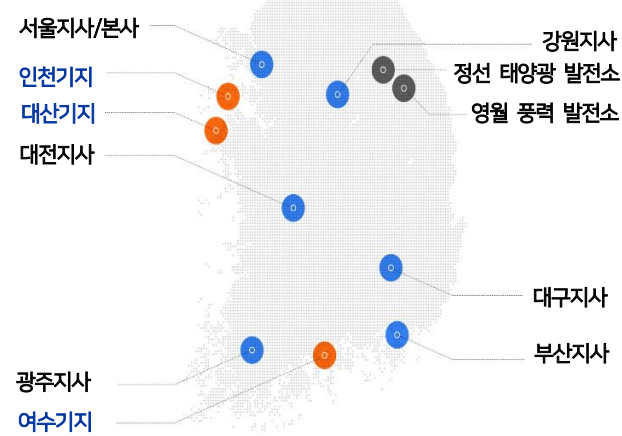 서울지사/본사
강원지사
인천기지
정선 태양광 발전소
대산기지
영월 풍력 발전소
대전지사
대구지사
부산지사
광주지사
여수기지